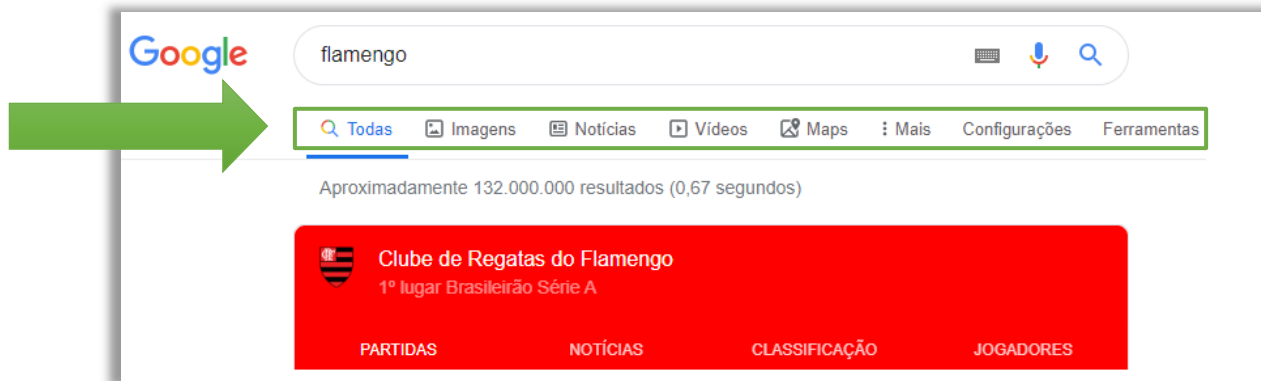 Google flamengo
Todas Imagens Notícias Vídeos Maps Mais Configurações Ferramentas
Aproximadamente 132.000.000 resultados (0,67 segundos)
Clube de Regatas do Flamengo
1º lugar Brasileirão Série A
PARTIDAS NOTÍCIAS CLASSIFICAÇÃO JOGADORES